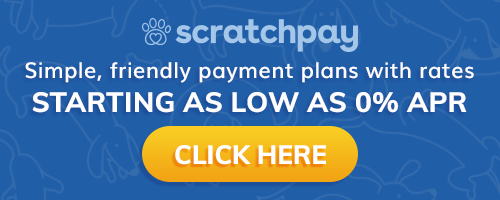 scratchpay
Simple, friendly payment plans with rates
STARTING AS LOW AS 0% APR
CLICK HERE